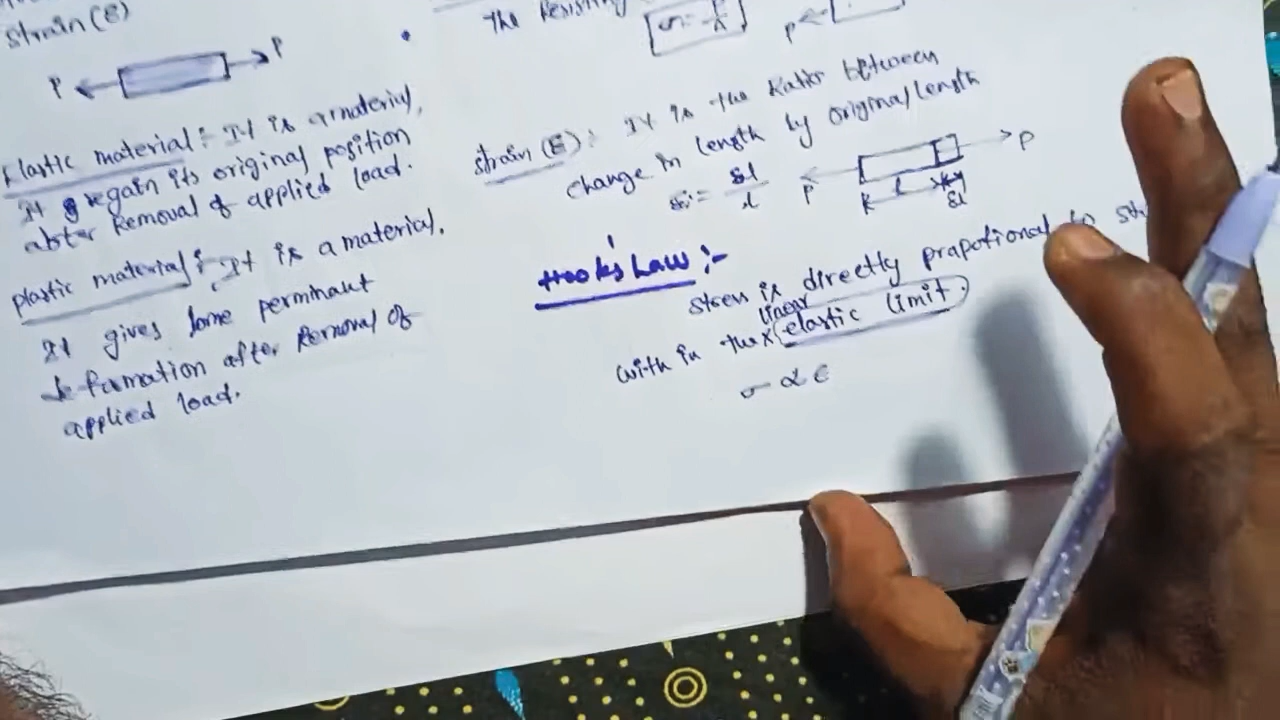 strain (ε)
P P
Elastic material :- It is a material,
It regain its original position
abter Removal of applied load.
plastic material :- It is a material,
It gives some perminant
deformation after Removal of
applied load.
the Resisting
σ = P/A
P
strain (ε) : It is the Ratio between
change in length by original length
ε = δl/l
P P
l δl
Hook's Law :-
stress is directly prapotional to
linear
with in the x (elastic limit.)
σ ∝ ε